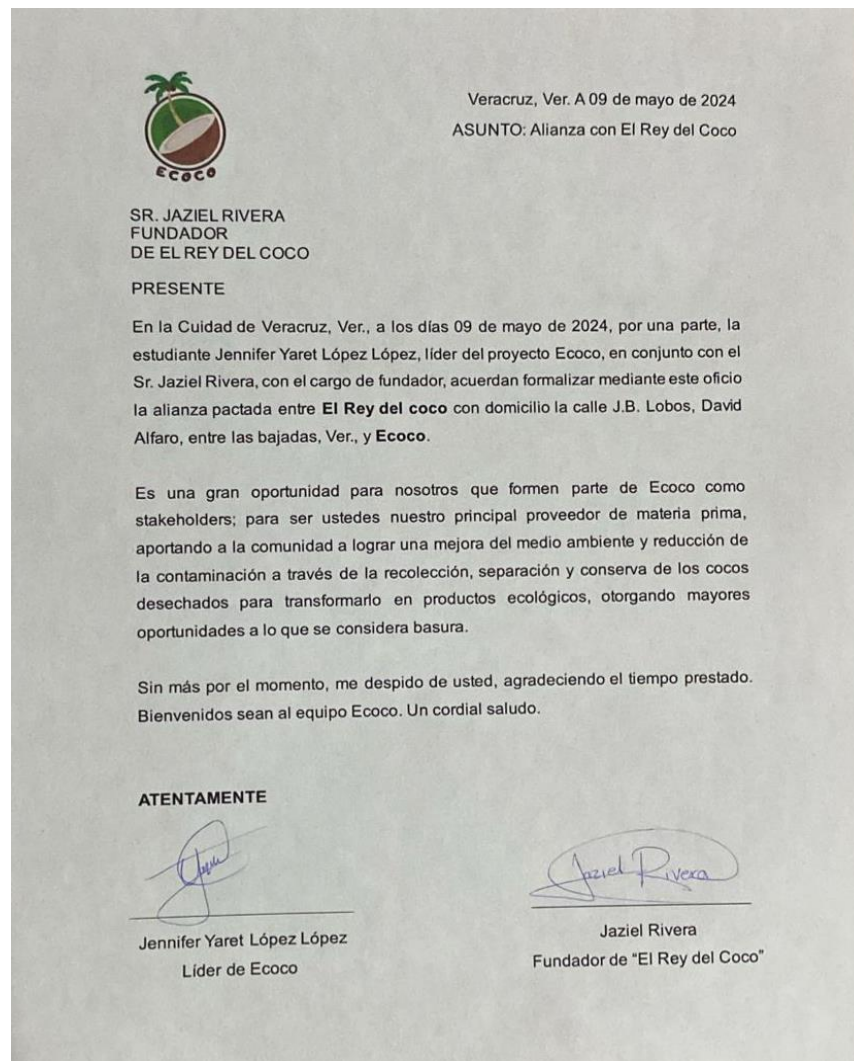 ECOCO
Veracruz, Ver. A 09 de mayo de 2024
ASUNTO: Alianza con El Rey del Coco
SR. JAZIEL RIVERA
FUNDADOR
DE EL REY DEL COCO
PRESENTE
En la Cuidad de Veracruz, Ver., a los días 09 de mayo de 2024, por una parte, la
estudiante Jennifer Yaret López López, líder del proyecto Ecoco, en conjunto con el
Sr. Jaziel Rivera, con el cargo de fundador, acuerdan formalizar mediante este oficio
la alianza pactada entre El Rey del coco con domicilio la calle J.B. Lobos, David
Alfaro, entre las bajadas, Ver., y Ecoco.
Es una gran oportunidad para nosotros que formen parte de Ecoco como
stakeholders; para ser ustedes nuestro principal proveedor de materia prima,
aportando a la comunidad a lograr una mejora del medio ambiente y reducción de
la contaminación a través de la recolección, separación y conserva de los cocos
desechados para transformarlo en productos ecológicos, otorgando mayores
oportunidades a lo que se considera basura.
Sin más por el momento, me despido de usted, agradeciendo el tiempo prestado.
Bienvenidos sean al equipo Ecoco. Un cordial saludo.
ATENTAMENTE
Jaziel Rivera
Jennifer Yaret López López
Líder de Ecoco
Jaziel Rivera
Fundador de "El Rey del Coco"